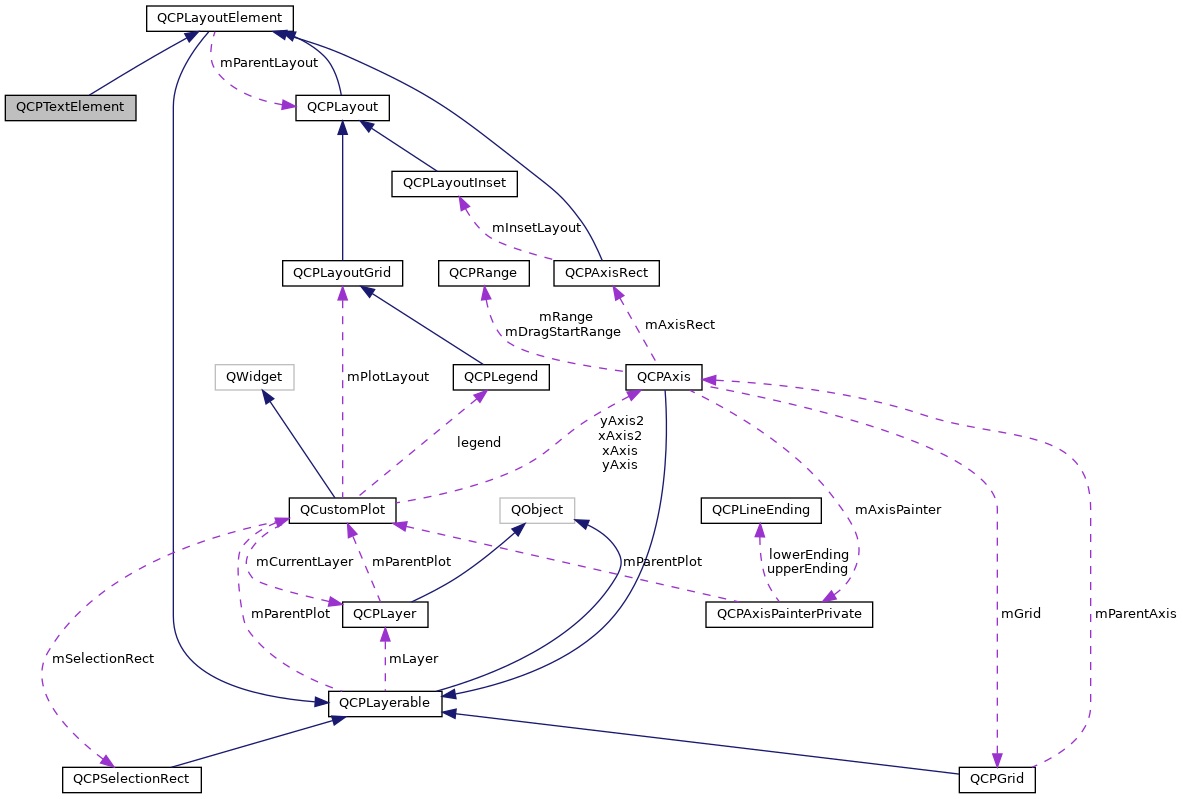 QCPLayoutElement
mParentLayout
QCPTextElement
QCPLayout
QCPLayoutInset
mInsetLayout
QCPLayoutGrid
QCPRange
QCPAxisRect
mRange
mDragStartRange
mAxisRect
QWidget
mPlotLayout
QCPLegend
QCPAxis
legend
yAxis2
xAxis2
xAxis
yAxis
QCustomPlot
QObject
QCPLineEnding
mAxisPainter
mCurrentLayer
mParentPlot
mParentPlot
lowerEnding
upperEnding
mParentPlot
QCPLayer
QCPAxisPainterPrivate
mGrid
mParentAxis
mSelectionRect
mLayer
QCPLayerable
QCPSelectionRect
QCPGrid